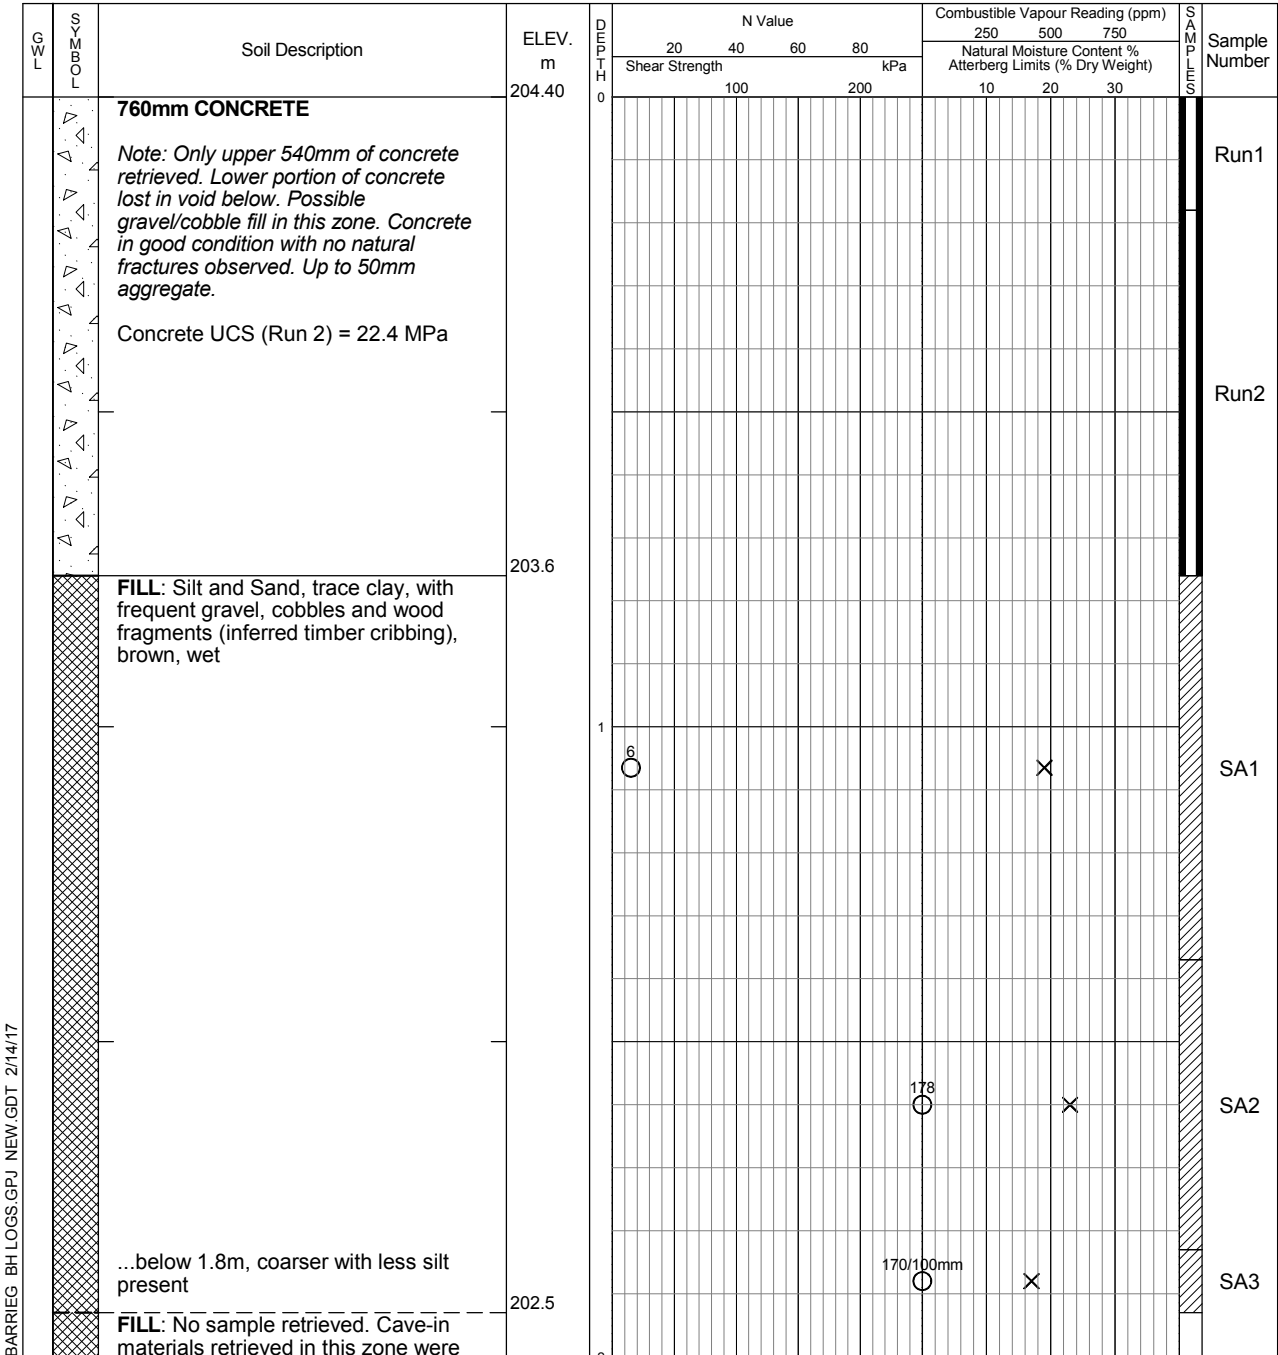 GWL
SYMBOL
Soil Description
ELEV.
m
204.40
DEPTH
0
N Value
20 40 60 80
Shear Strength kPa
100 200
Combustible Vapour Reading (ppm)
250 500 750
Natural Moisture Content %
Atterberg Limits (% Dry Weight)
10 20 30
SAMPLES
Sample
Number
760mm CONCRETE
Note: Only upper 540mm of concrete
retrieved. Lower portion of concrete
lost in void below. Possible
gravel/cobble fill in this zone. Concrete
in good condition with no natural
fractures observed. Up to 50mm
aggregate.
Concrete UCS (Run 2) = 22.4 MPa
Run1
Run2
203.6
FILL: Silt and Sand, trace clay, with
frequent gravel, cobbles and wood
fragments (inferred timber cribbing),
brown, wet
1
6
SA1
178
SA2
...below 1.8m, coarser with less silt
present
170/100mm
SA3
202.5
FILL: No sample retrieved. Cave-in
materials retrieved in this zone were
BARRIEG BH LOGS.GPJ NEW.GDT 2/14/17